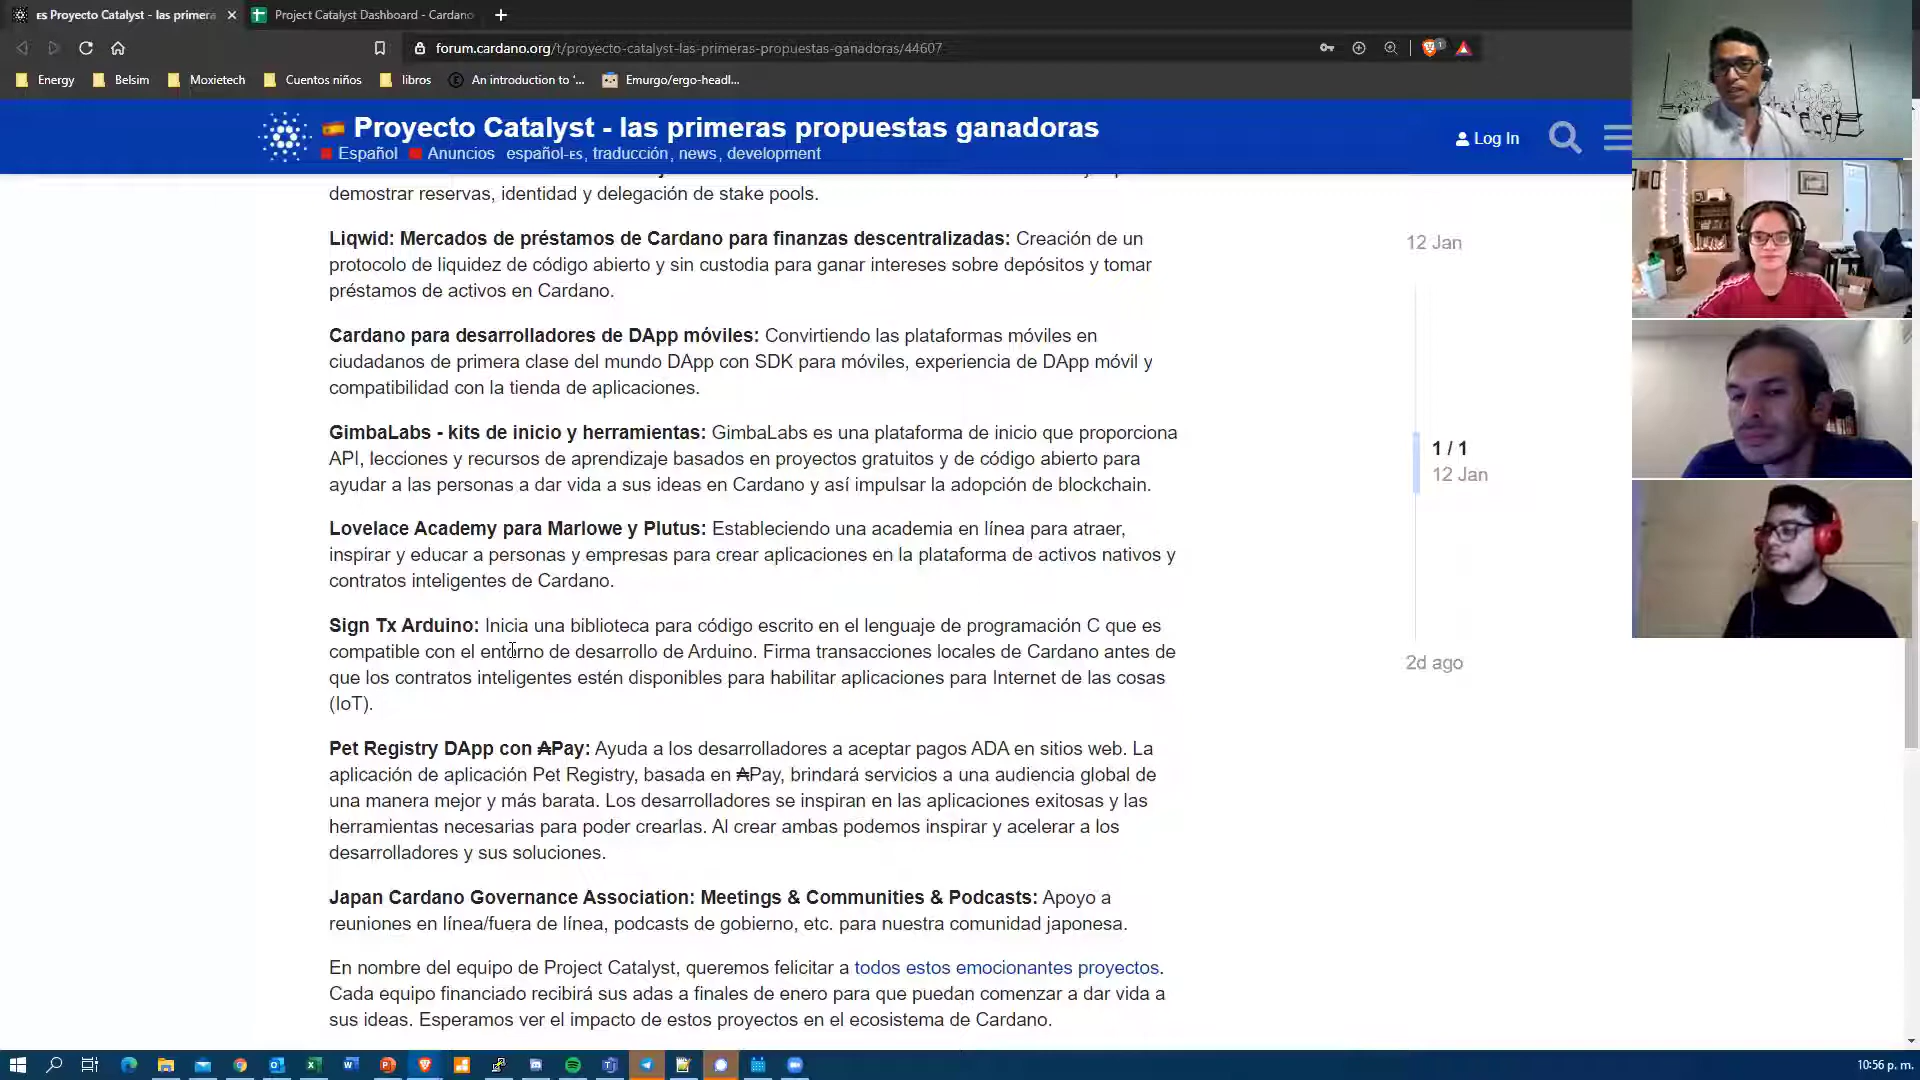 ES Proyecto Catalyst - las primera
Project Catalyst Dashboard - Cardano
forum.cardano.org/t/proyecto-catalyst-las-primeras-propuestas-ganadoras/44607
1
Energy
Belsim
Moxietech
Cuentos niños
libros
An introduction to '...
Emurgo/ergo-headl...
Proyecto Catalyst - las primeras propuestas ganadoras
Español Anuncios español-ES, traducción, news, development
Log In
demostrar reservas, identidad y delegación de stake pools.
Liqwid: Mercados de préstamos de Cardano para finanzas descentralizadas: Creación de un
protocolo de liquidez de código abierto y sin custodia para ganar intereses sobre depósitos y tomar
préstamos de activos en Cardano.
Cardano para desarrolladores de DApp móviles: Convirtiendo las plataformas móviles en
ciudadanos de primera clase del mundo DApp con SDK para móviles, experiencia de DApp móvil y
compatibilidad con la tienda de aplicaciones.
GimbaLabs - kits de inicio y herramientas: GimbaLabs es una plataforma de inicio que proporciona
API, lecciones y recursos de aprendizaje basados en proyectos gratuitos y de código abierto para
ayudar a las personas a dar vida a sus ideas en Cardano y así impulsar la adopción de blockchain.
Lovelace Academy para Marlowe y Plutus: Estableciendo una academia en línea para atraer,
inspirar y educar a personas y empresas para crear aplicaciones en la plataforma de activos nativos y
contratos inteligentes de Cardano.
Sign Tx Arduino: Inicia una biblioteca para código escrito en el lenguaje de programación C que es
compatible con el entorno de desarrollo de Arduino. Firma transacciones locales de Cardano antes de
que los contratos inteligentes estén disponibles para habilitar aplicaciones para Internet de las cosas
(IoT).
Pet Registry DApp con ₳Pay: Ayuda a los desarrolladores a aceptar pagos ADA en sitios web. La
aplicación de aplicación Pet Registry, basada en ₳Pay, brindará servicios a una audiencia global de
una manera mejor y más barata. Los desarrolladores se inspiran en las aplicaciones exitosas y las
herramientas necesarias para poder crearlas. Al crear ambas podemos inspirar y acelerar a los
desarrolladores y sus soluciones.
Japan Cardano Governance Association: Meetings & Communities & Podcasts: Apoyo a
reuniones en línea/fuera de línea, podcasts de gobierno, etc. para nuestra comunidad japonesa.
En nombre del equipo de Project Catalyst, queremos felicitar a todos estos emocionantes proyectos.
Cada equipo financiado recibirá sus adas a finales de enero para que puedan comenzar a dar vida a
sus ideas. Esperamos ver el impacto de estos proyectos en el ecosistema de Cardano.
12 Jan
1 / 1
12 Jan
2d ago
10:56 p. m.